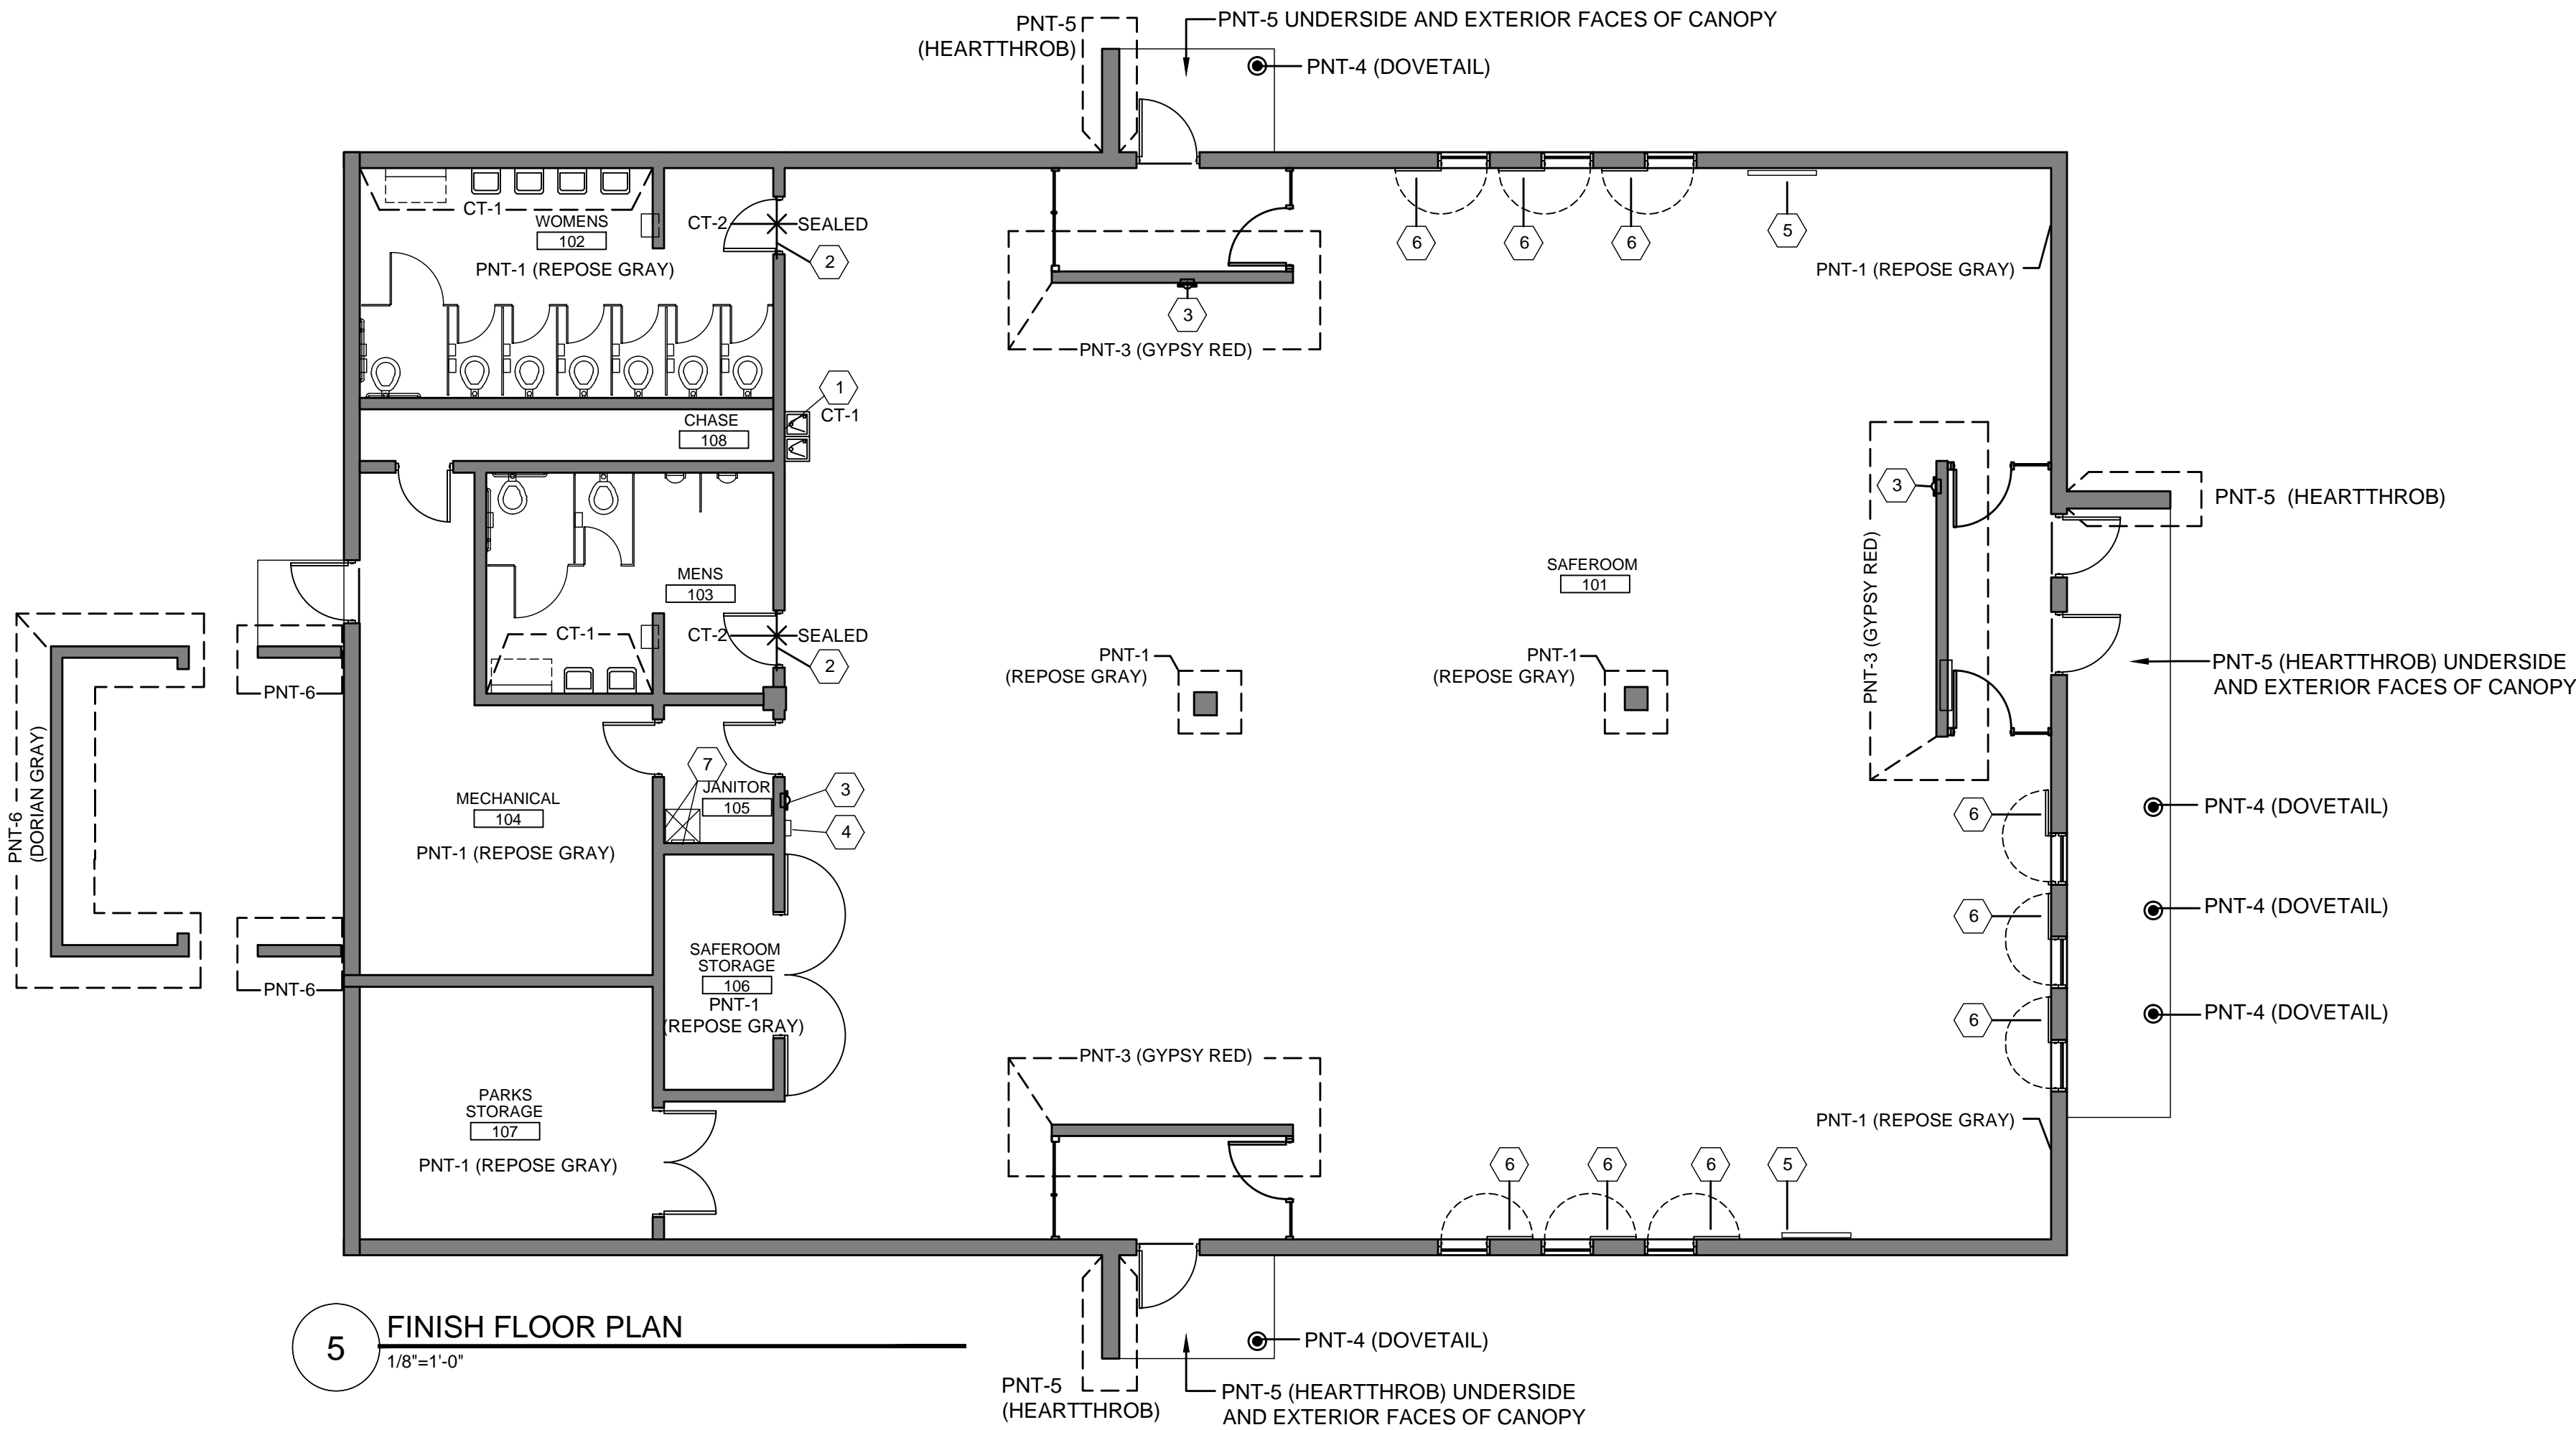 PNT-5
(HEARTTHROB)
PNT-5 UNDERSIDE AND EXTERIOR FACES OF CANOPY
PNT-4 (DOVETAIL)
CT-1
WOMENS
102
PNT-1 (REPOSE GRAY)
CT-2
SEALED
2
3
PNT-3 (GYPSY RED)
6
6
6
5
PNT-1 (REPOSE GRAY)
1
CT-1
CHASE
108
MENS
103
CT-1
CT-2
SEALED
2
SAFEROOM
101
3
PNT-3 (GYPSY RED)
PNT-5 (HEARTTHROB)
PNT-5 (HEARTTHROB) UNDERSIDE
AND EXTERIOR FACES OF CANOPY
PNT-1
(REPOSE GRAY)
PNT-1
(REPOSE GRAY)
PNT-6
(DORIAN GRAY)
PNT-6
PNT-6
MECHANICAL
104
PNT-1 (REPOSE GRAY)
7
JANITOR
105
3
4
SAFEROOM
STORAGE
106
PNT-1
(REPOSE GRAY)
6
6
6
PNT-4 (DOVETAIL)
PNT-4 (DOVETAIL)
PNT-4 (DOVETAIL)
PARKS
STORAGE
107
PNT-1 (REPOSE GRAY)
PNT-3 (GYPSY RED)
PNT-1 (REPOSE GRAY)
6
6
6
5
5
FINISH FLOOR PLAN
1/8"=1'-0"
PNT-4 (DOVETAIL)
PNT-5
(HEARTTHROB)
PNT-5 (HEARTTHROB) UNDERSIDE
AND EXTERIOR FACES OF CANOPY